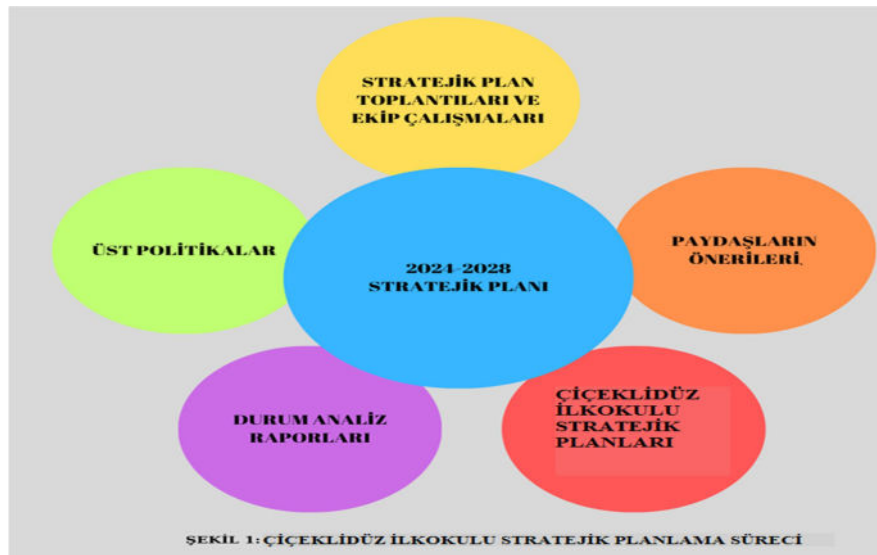 STRATEJİK PLAN
TOPLANTILARI VE
EKİP ÇALIŞMALARI
ÜST POLİTİKALAR
2024-2028
STRATEJİK PLANI
PAYDAŞLARIN
ÖNERİLERİ
DURUM ANALİZ
RAPORLARI
ÇİÇEKLİDÜZ
İLKOKULU
STRATEJİK
PLANLARI
ŞEKİL 1: ÇİÇEKLİDÜZ İLKOKULU STRATEJİK PLANLAMA SÜRECİ